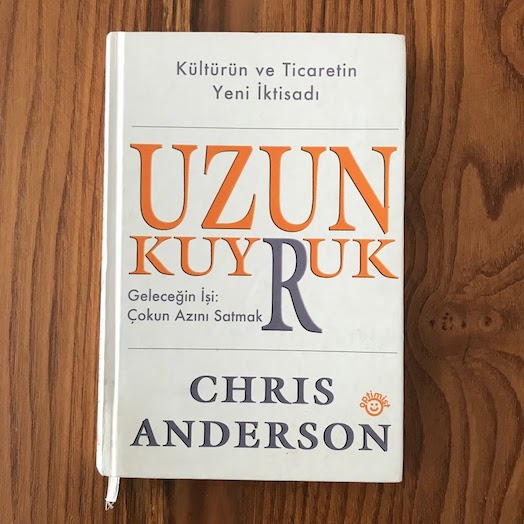 Kültürün ve Ticaretin
Yeni İktisadı
UZUN
KUYRUK
Geleceğin İşi:
Çokun Azını Satmak
CHRIS
ANDERSON
optimist